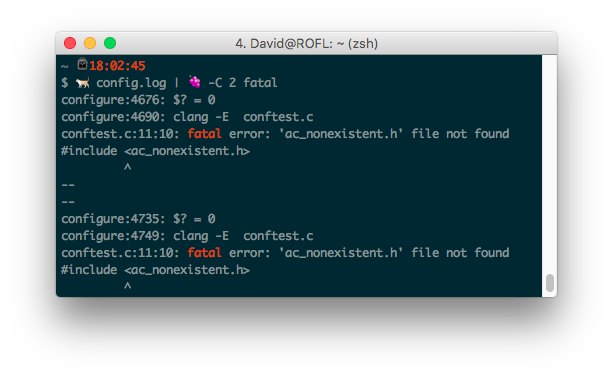 4. David@ROFL: ~ (zsh)
~ ⏰18:02:45
$ 🐈 config.log | 🍇 -C 2 fatal
configure:4676: $? = 0
configure:4690: clang -E  conftest.c
conftest.c:11:10: fatal error: 'ac_nonexistent.h' file not found
#include <ac_nonexistent.h>
         ^
--
--
configure:4735: $? = 0
configure:4749: clang -E  conftest.c
conftest.c:11:10: fatal error: 'ac_nonexistent.h' file not found
#include <ac_nonexistent.h>
         ^